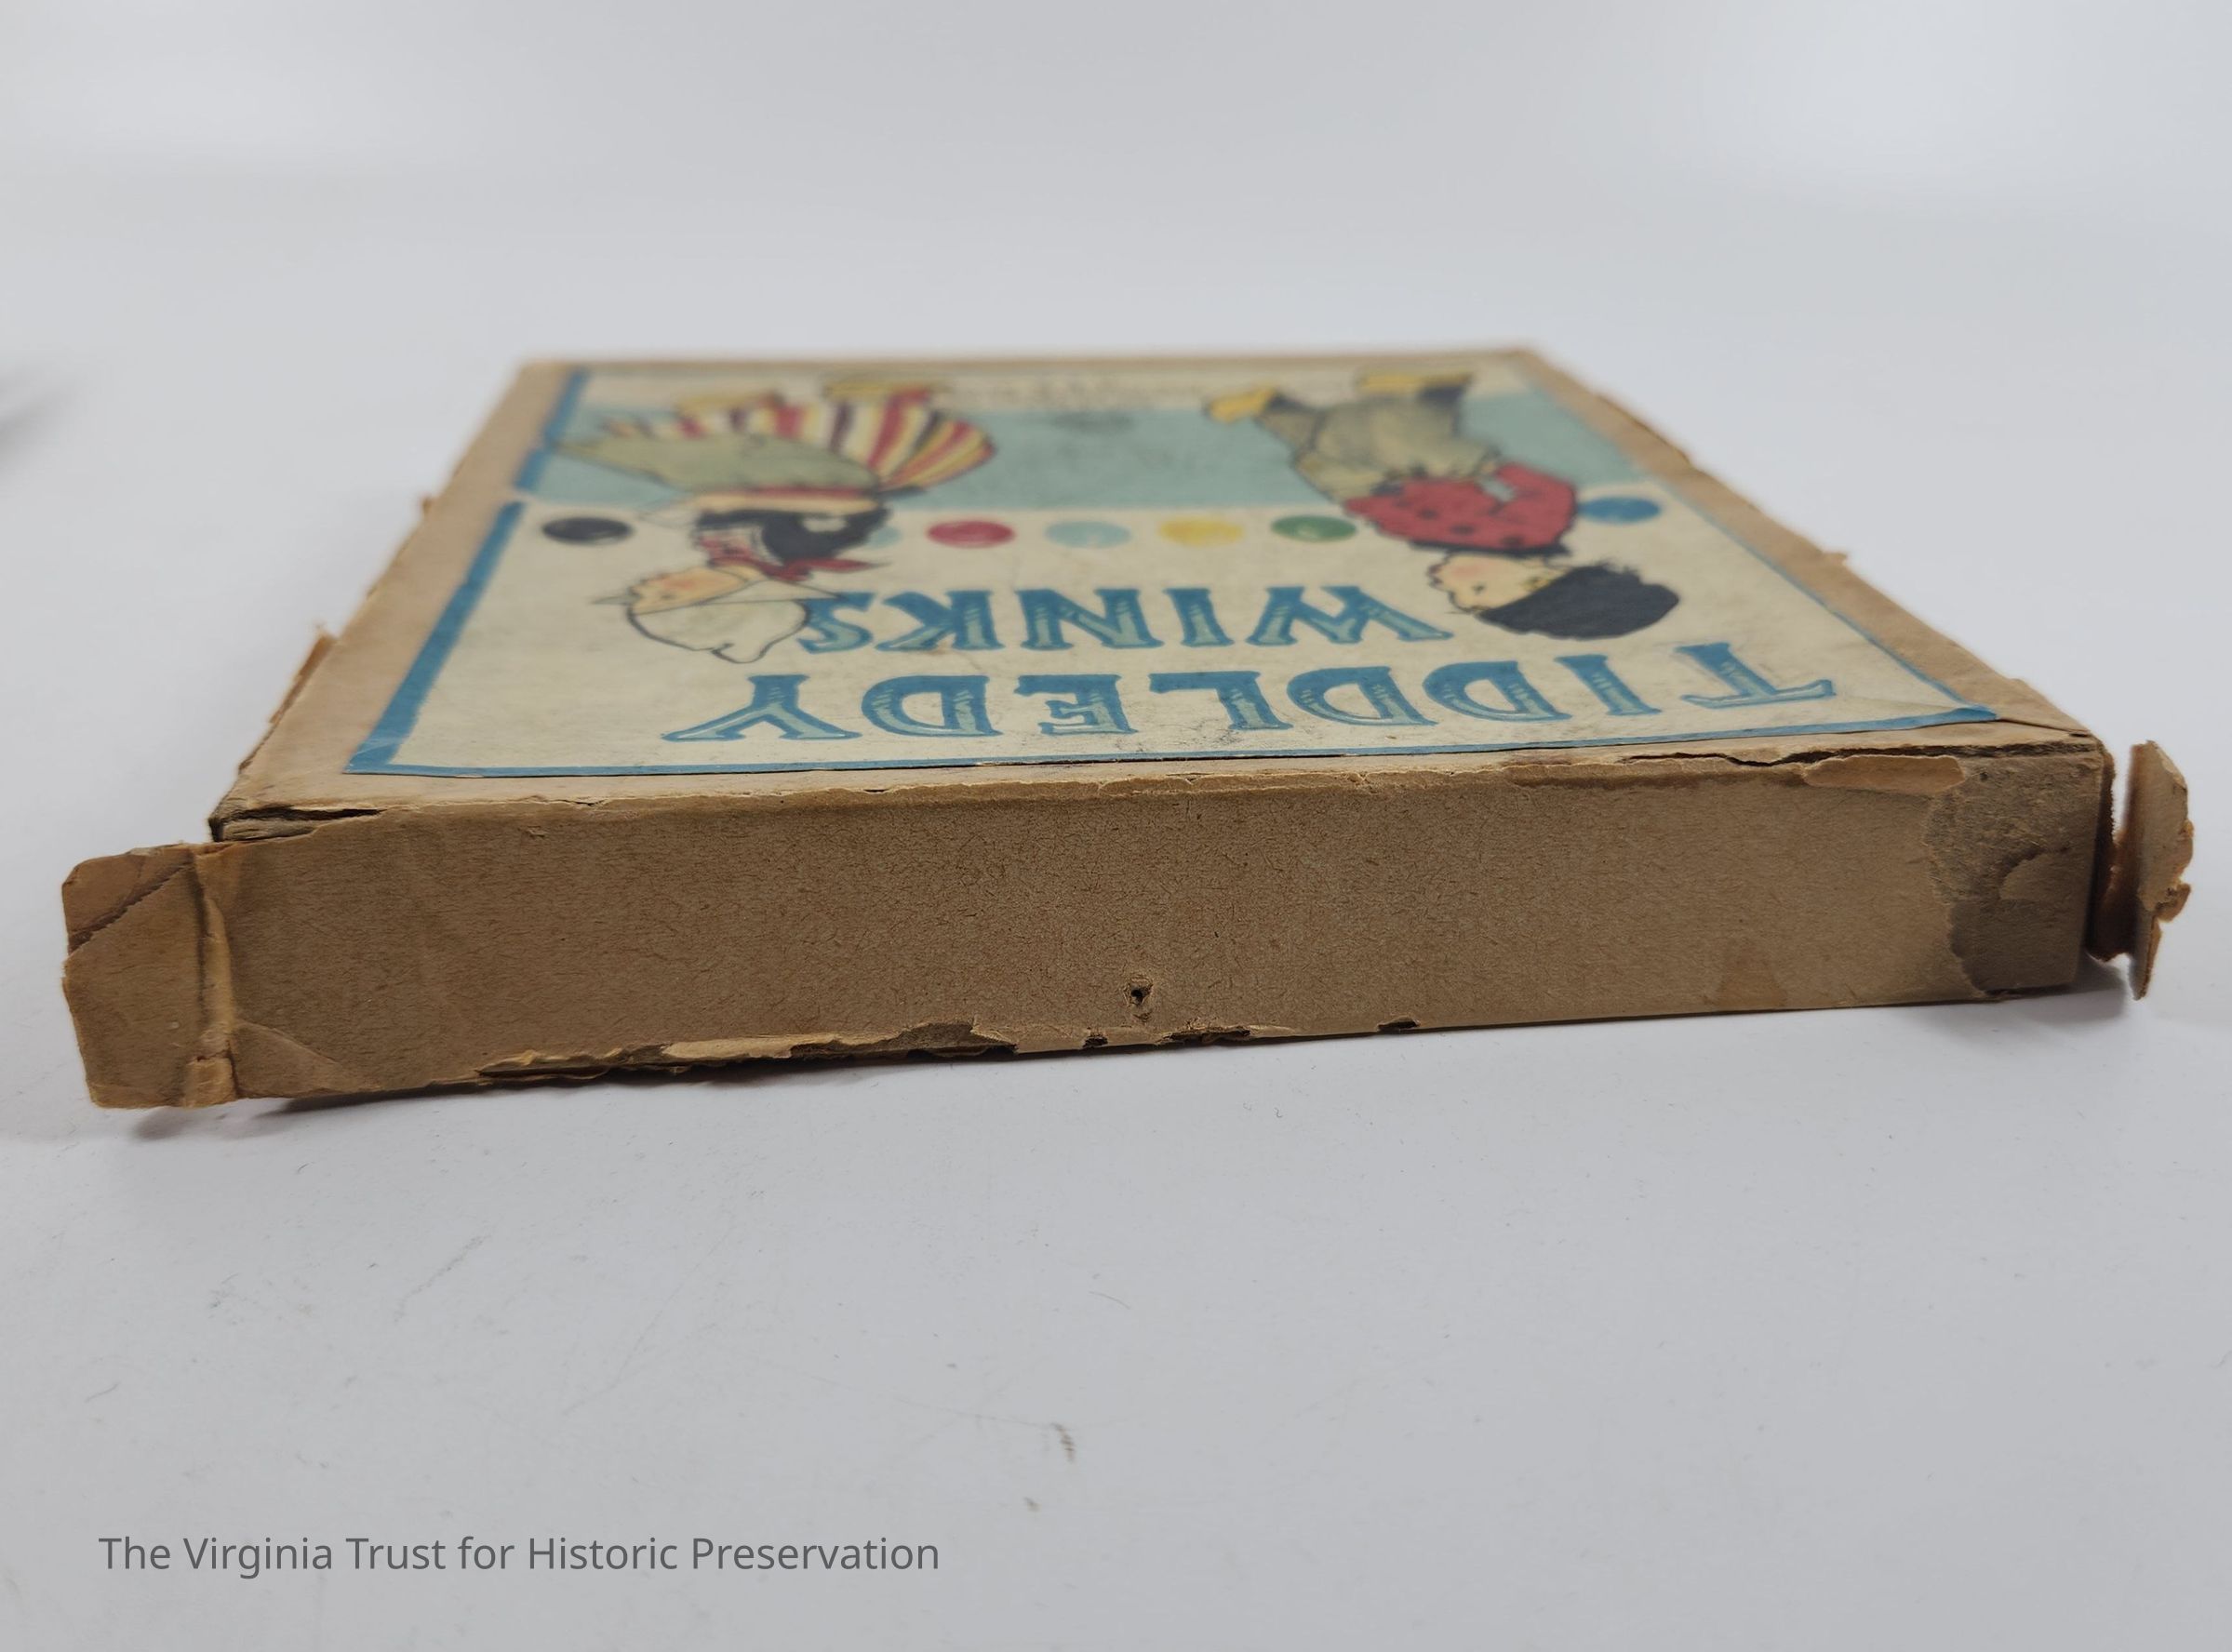 TIDDLEDY
WINKS
The Virginia Trust for Historic Preservation